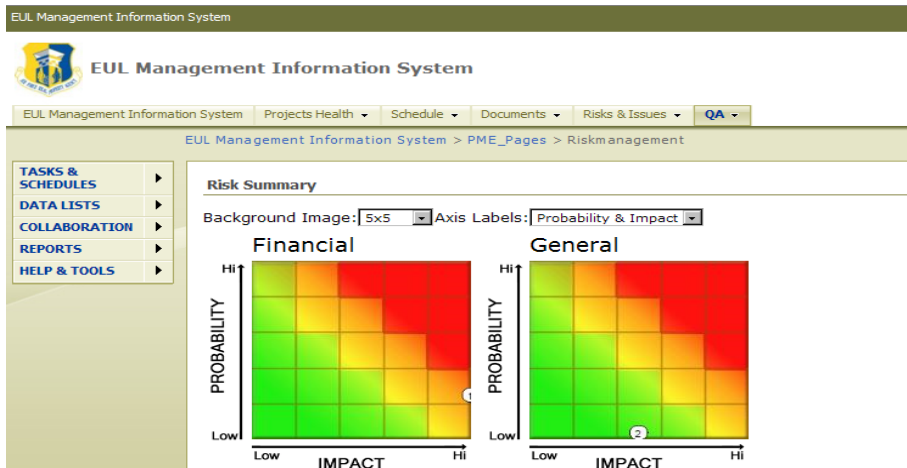 EUL Management Information System
EUL Management Information System
EUL Management Information System Projects Health Schedule Documents Risks & Issues QA
EUL Management Information System > PME_Pages > Riskmanagement
TASKS & SCHEDULES
DATA LISTS
COLLABORATION
REPORTS
HELP & TOOLS
Risk Summary
Background Image: 5x5 Axis Labels: Probability & Impact
Financial
Hi
PROBABILITY
1
Low
Low IMPACT Hi
General
Hi
PROBABILITY
2
Low
Low IMPACT Hi